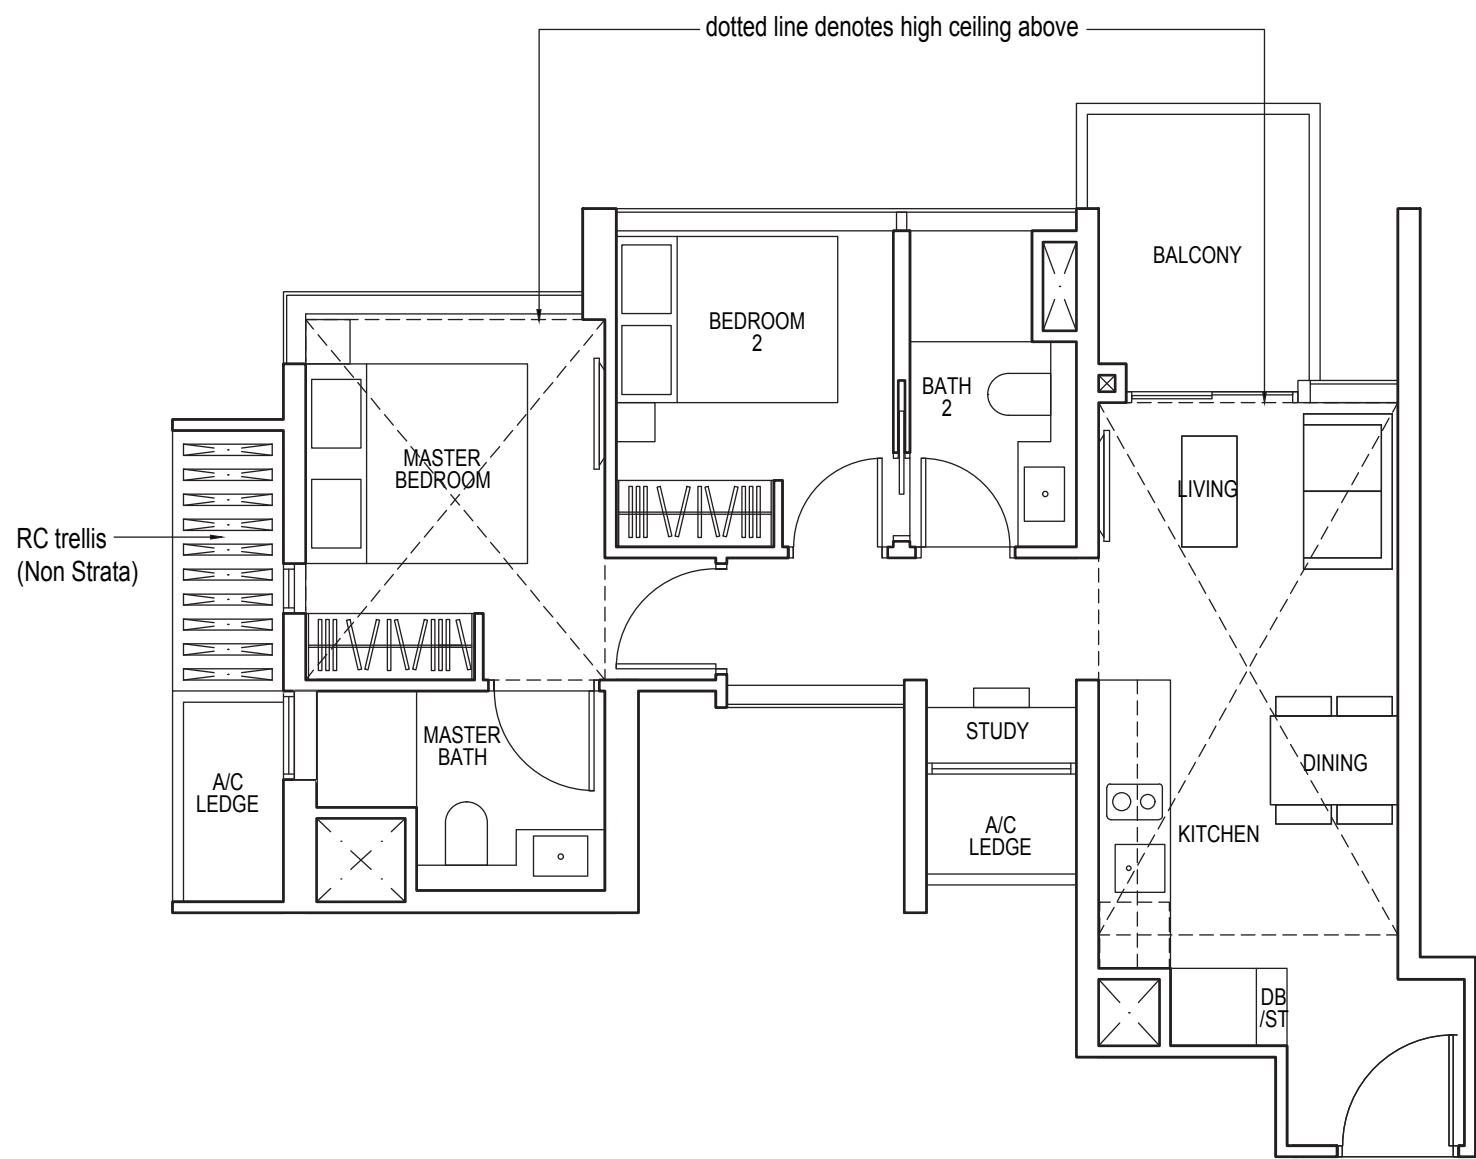 dotted line denotes high ceiling above
BALCONY
BEDROOM
2
BATH
2
MASTER
BEDROOM
LIVING
RC trellis
(Non Strata)
STUDY
MASTER
BATH
DINING
A/C
LEDGE
A/C
LEDGE
KITCHEN
DB
/ST